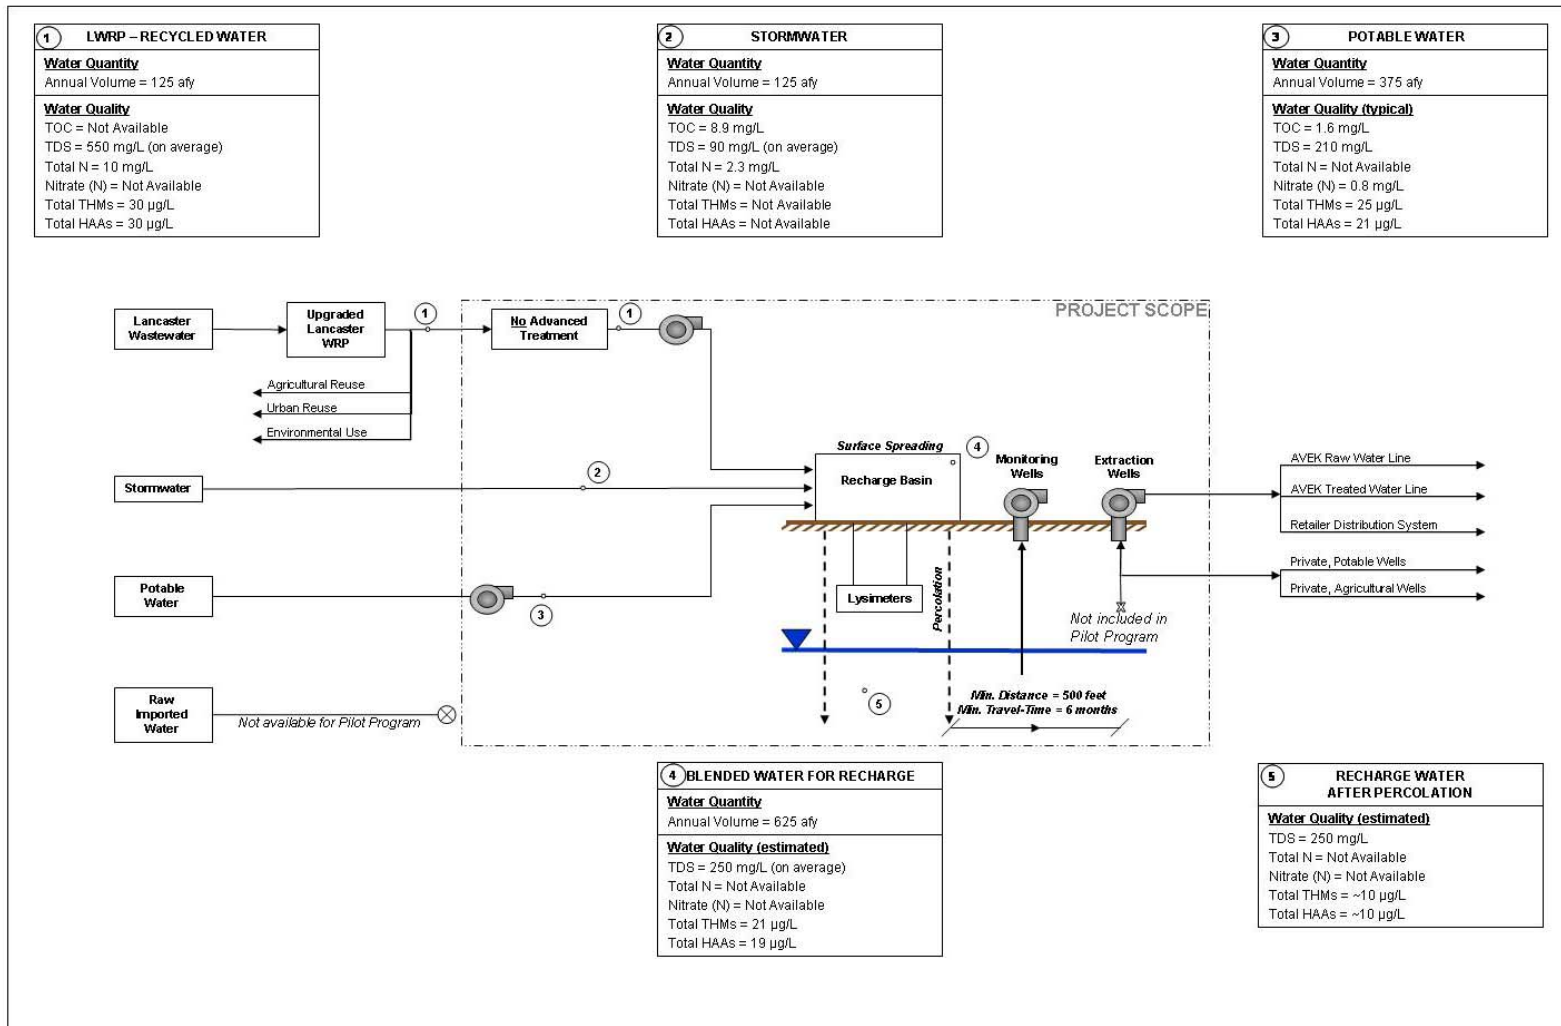 1 LWRP – RECYCLED WATER
Water Quantity
Annual Volume = 125 afy
Water Quality
TOC = Not Available
TDS = 550 mg/L (on average)
Total N = 10 mg/L
Nitrate (N) = Not Available
Total THMs = 30 µg/L
Total HAAs = 30 µg/L
2 STORMWATER
Water Quantity
Annual Volume = 125 afy
Water Quality
TOC = 8.9 mg/L
TDS = 90 mg/L (on average)
Total N = 2.3 mg/L
Nitrate (N) = Not Available
Total THMs = Not Available
Total HAAs = Not Available
3 POTABLE WATER
Water Quantity
Annual Volume = 375 afy
Water Quality (typical)
TOC = 1.6 mg/L
TDS = 210 mg/L
Total N = Not Available
Nitrate (N) = 0.8 mg/L
Total THMs = 25 µg/L
Total HAAs = 21 µg/L
PROJECT SCOPE
Lancaster
Wastewater
Upgraded
Lancaster
WRP
1
No Advanced
Treatment
1
Agricultural Reuse
Urban Reuse
Environmental Use
Stormwater
2
Surface Spreading
Recharge Basin
4
Monitoring
Wells
Extraction
Wells
AVEK Raw Water Line
AVEK Treated Water Line
Retailer Distribution System
Private, Potable Wells
Private, Agricultural Wells
Potable
Water
3
Lysimeters
Percolation
Not included in
Pilot Program
Raw
Imported
Water
Not available for Pilot Program
5
Min. Distance = 500 feet
Min. Travel-Time = 6 months
4 BLENDED WATER FOR RECHARGE
Water Quantity
Annual Volume = 625 afy
Water Quality (estimated)
TDS = 250 mg/L (on average)
Total N = Not Available
Nitrate (N) = Not Available
Total THMs = 21 µg/L
Total HAAs = 19 µg/L
5 RECHARGE WATER
AFTER PERCOLATION
Water Quality (estimated)
TDS = 250 mg/L
Total N = Not Available
Nitrate (N) = Not Available
Total THMs = ~10 µg/L
Total HAAs = ~10 µg/L